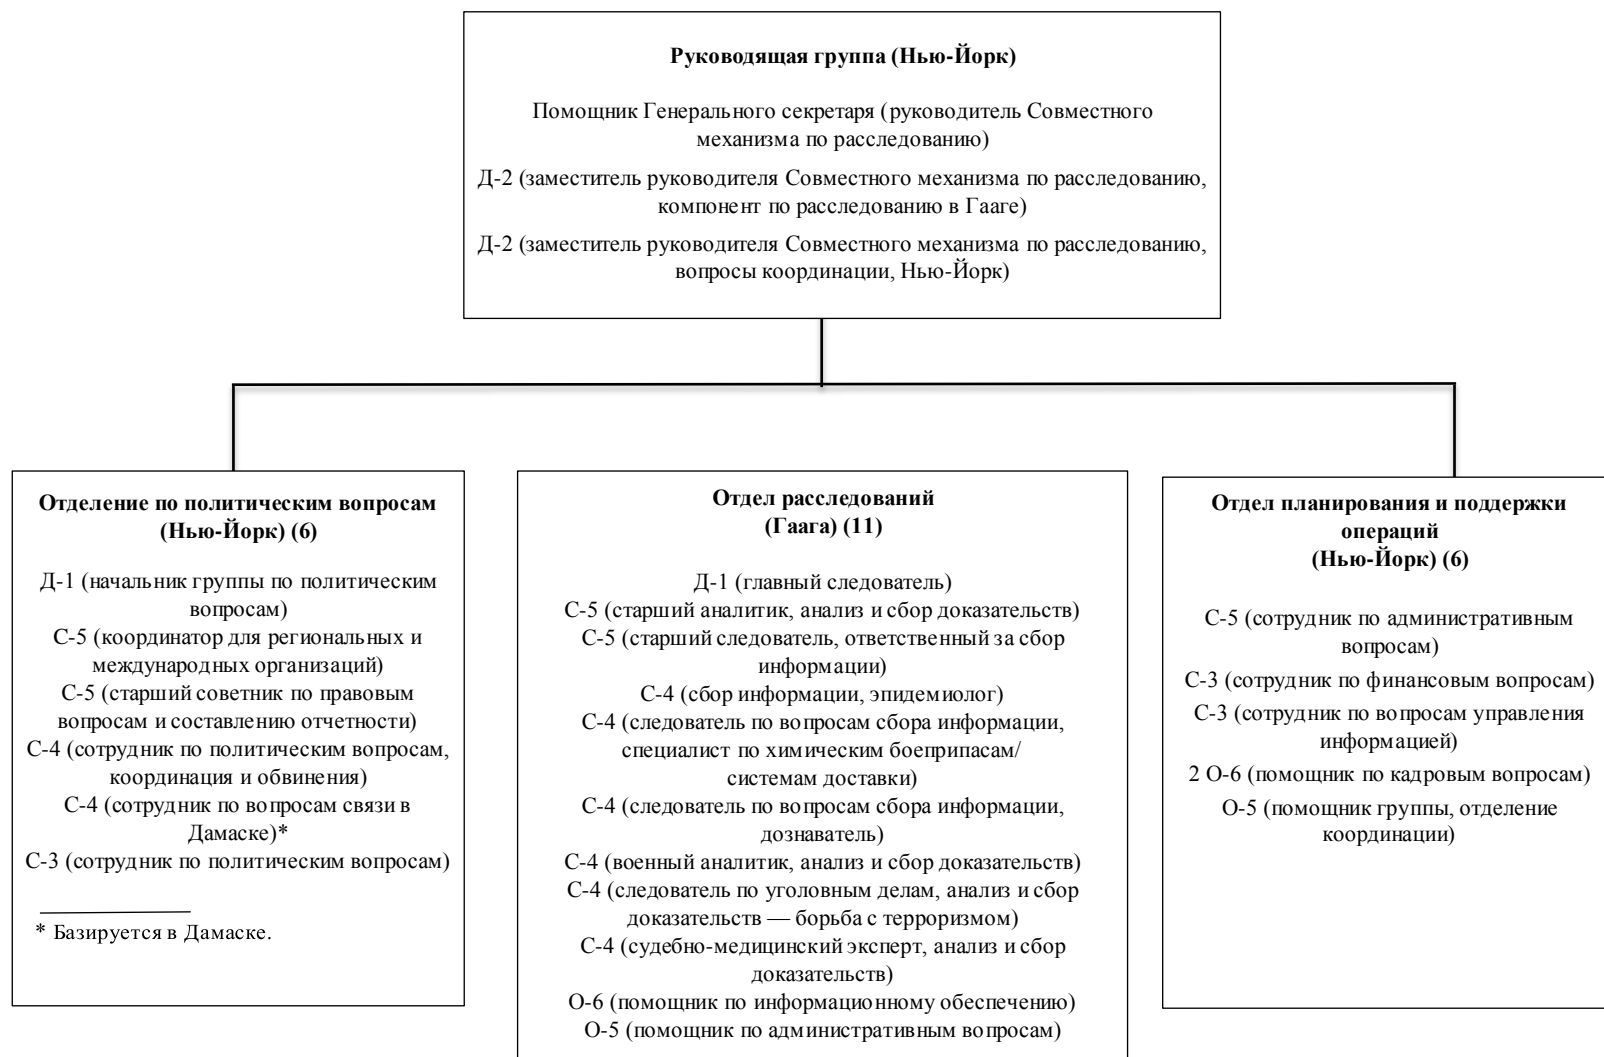 Руководящая группа (Нью-Йорк)
Помощник Генерального секретаря (руководитель Совместного
механизма по расследованию)
Д-2 (заместитель руководителя Совместного механизма по расследованию,
компонент по расследованию в Гааге)
Д-2 (заместитель руководителя Совместного механизма по расследованию,
вопросы координации, Нью-Йорк)
Отделение по политическим вопросам
(Нью-Йорк) (6)
Д-1 (начальник группы по политическим
вопросам)
С-5 (координатор для региональных и
международных организаций)
С-5 (старший советник по правовым
вопросам и составлению отчетности)
С-4 (сотрудник по политическим вопросам,
координация и обвинения)
С-4 (сотрудник по вопросам связи в
Дамаске)*
С-3 (сотрудник по политическим вопросам)
* Базируется в Дамаске.
Отдел расследований
(Гаага) (11)
Д-1 (главный следователь)
С-5 (старший аналитик, анализ и сбор доказательств)
С-5 (старший следователь, ответственный за сбор
информации)
С-4 (сбор информации, эпидемиолог)
С-4 (следователь по вопросам сбора информации,
специалист по химическим боеприпасам/
системам доставки)
С-4 (следователь по вопросам сбора информации,
дознаватель)
С-4 (военный аналитик, анализ и сбор доказательств)
С-4 (следователь по уголовным делам, анализ и сбор
доказательств — борьба с терроризмом)
С-4 (судебно-медицинский эксперт, анализ и сбор
доказательств)
О-6 (помощник по информационному обеспечению)
О-5 (помощник по административным вопросам)
Отдел планирования и поддержки
операций
(Нью-Йорк) (6)
С-5 (сотрудник по административным
вопросам)
С-3 (сотрудник по финансовым вопросам)
С-3 (сотрудник по вопросам управления
информацией)
2 О-6 (помощник по кадровым вопросам)
О-5 (помощник группы, отделение
координации)